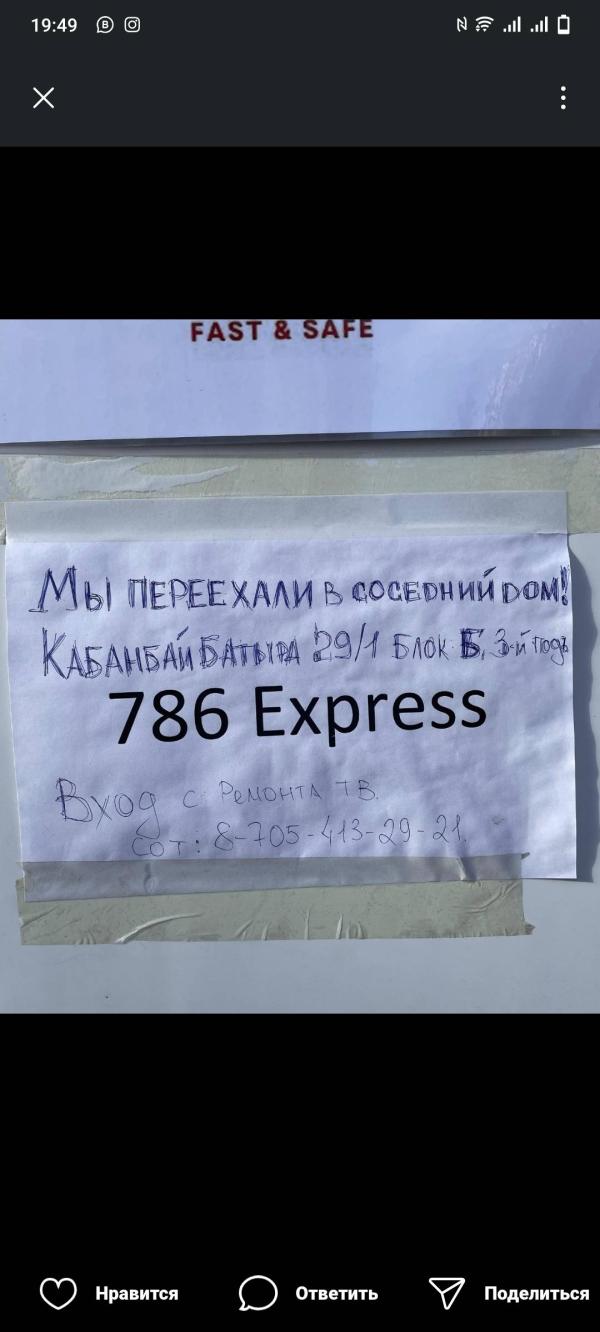 19:49
FAST & SAFE
Мы ПЕРЕЕХАЛИ В СОСЕДНИЙ ДОМ!
КАБАНБАЙ БАТЫРА 29/1 БЛОК Б, 3-й подъ
786 Express
Вход с РЕМОНТА ТВ.
СОТ: 8-705-413-29-21.
Нравится
Ответить
Поделиться